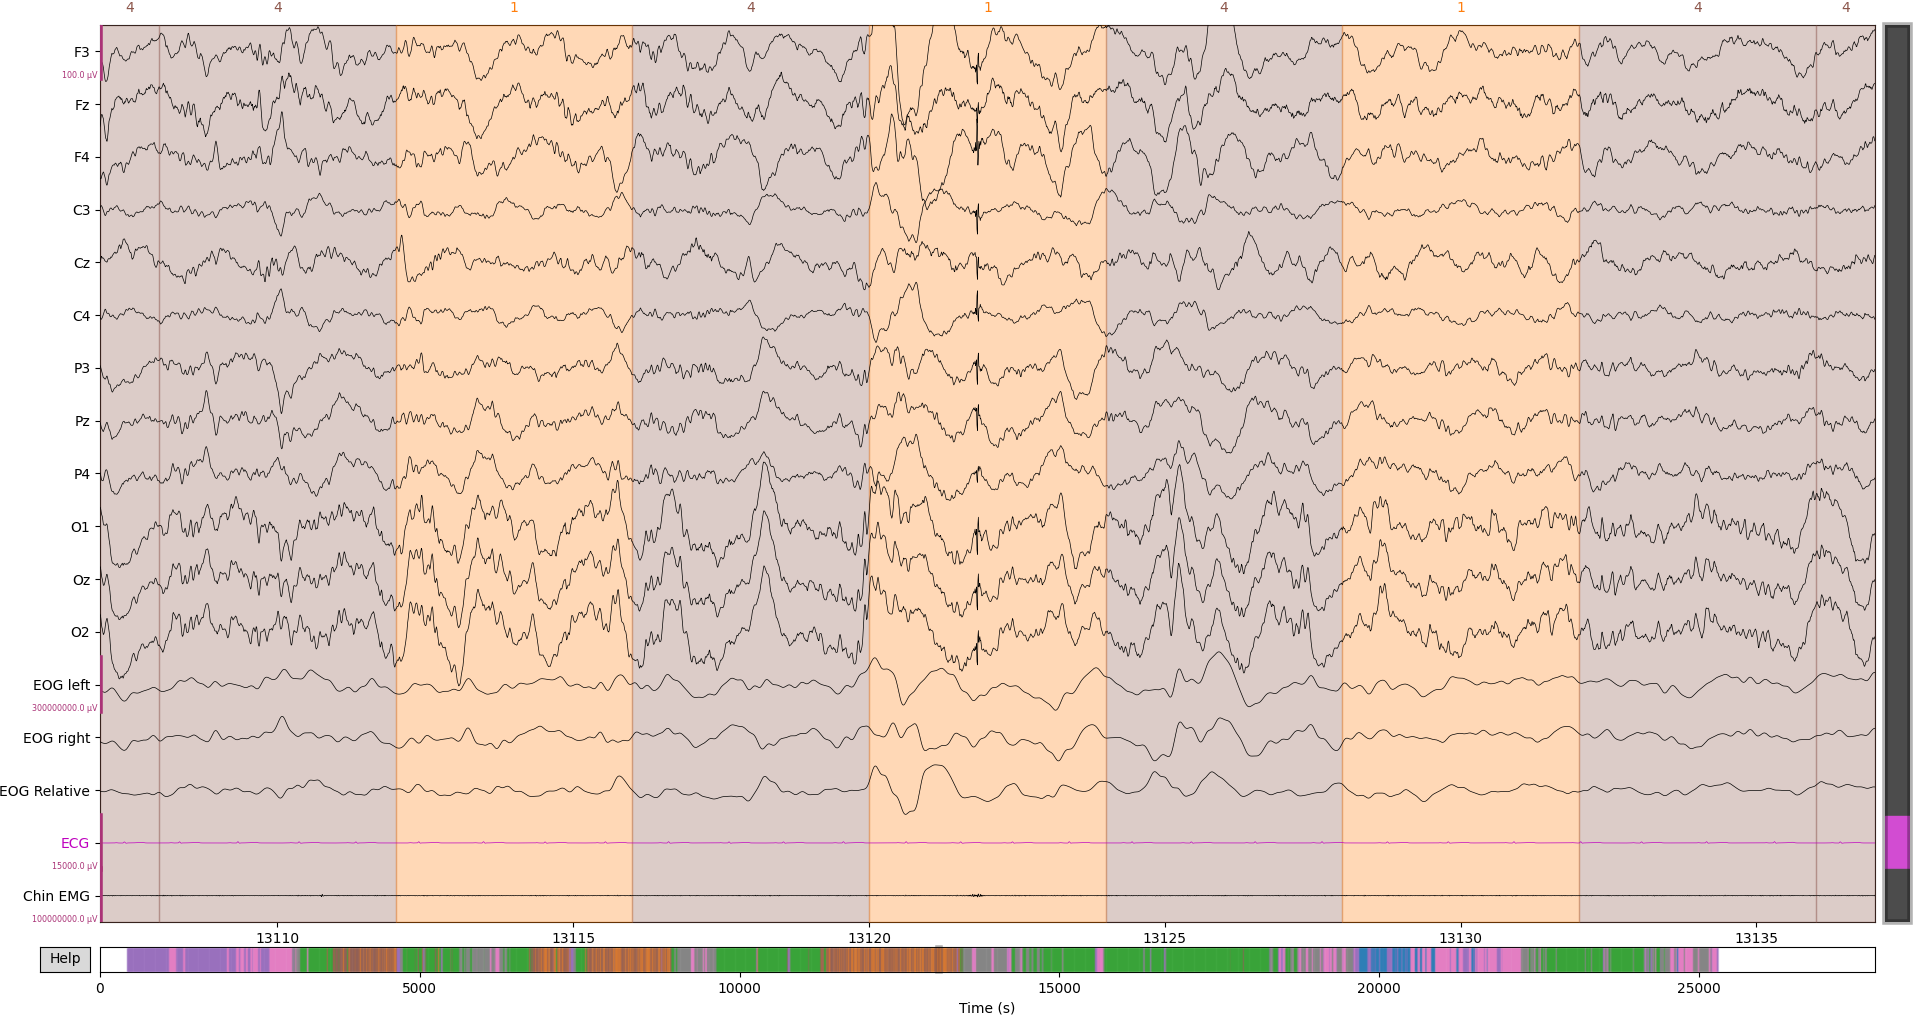 4 4 1 4 1 4 1 4 4
F3
100.0 µV
Fz
F4
C3
Cz
C4
P3
Pz
P4
O1
Oz
O2
EOG left
300000000.0 µV
EOG right
EOG Relative
ECG
15000.0 µV
Chin EMG
100000000.0 µV
13110 13115 13120 13125 13130 13135
Help
0 5000 10000 15000 20000 25000
Time (s)